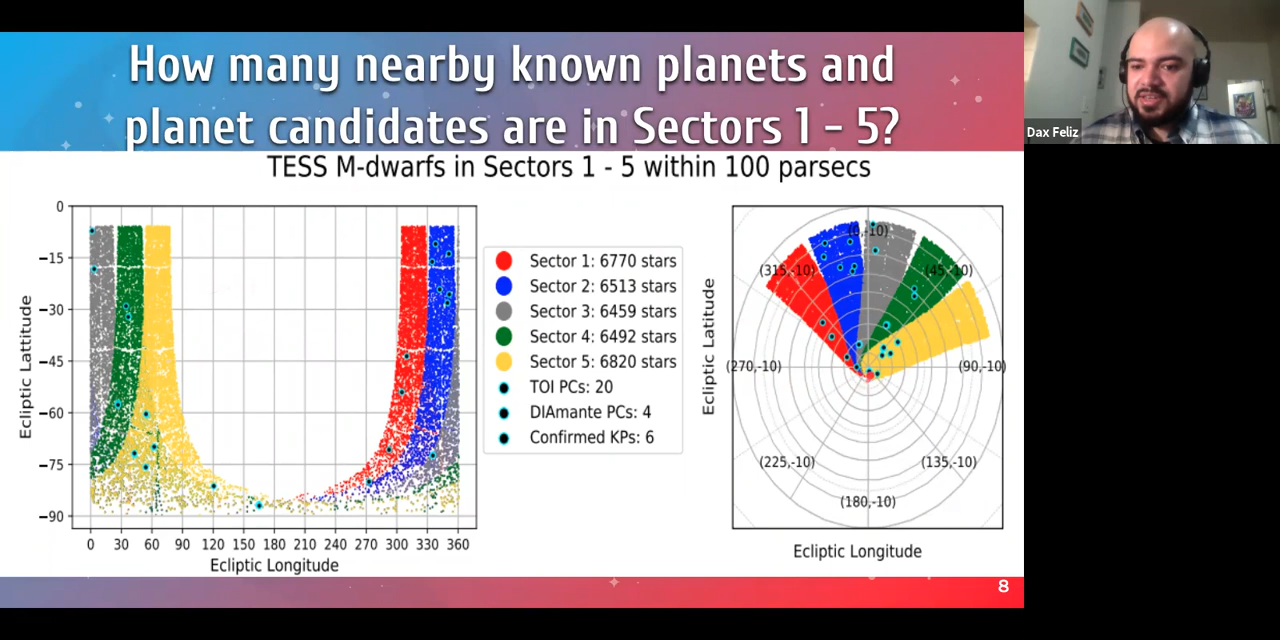 How many nearby known planets and
planet candidates are in Sectors 1 - 5?
Dax Feliz
TESS M-dwarfs in Sectors 1 - 5 within 100 parsecs
Ecliptic Lattitude
0
−15
−30
−45
−60
−75
−90
0 30 60 90 120 150 180 210 240 270 300 330 360
Ecliptic Longitude
Sector 1: 6770 stars
Sector 2: 6513 stars
Sector 3: 6459 stars
Sector 4: 6492 stars
Sector 5: 6820 stars
TOI PCs: 20
DIAmante PCs: 4
Confirmed KPs: 6
Ecliptic Latitude
(0,-10)
(315,-10) (45,-10)
(270,-10) (90,-10)
(225,-10) (135,-10)
(180,-10)
Ecliptic Longitude
8